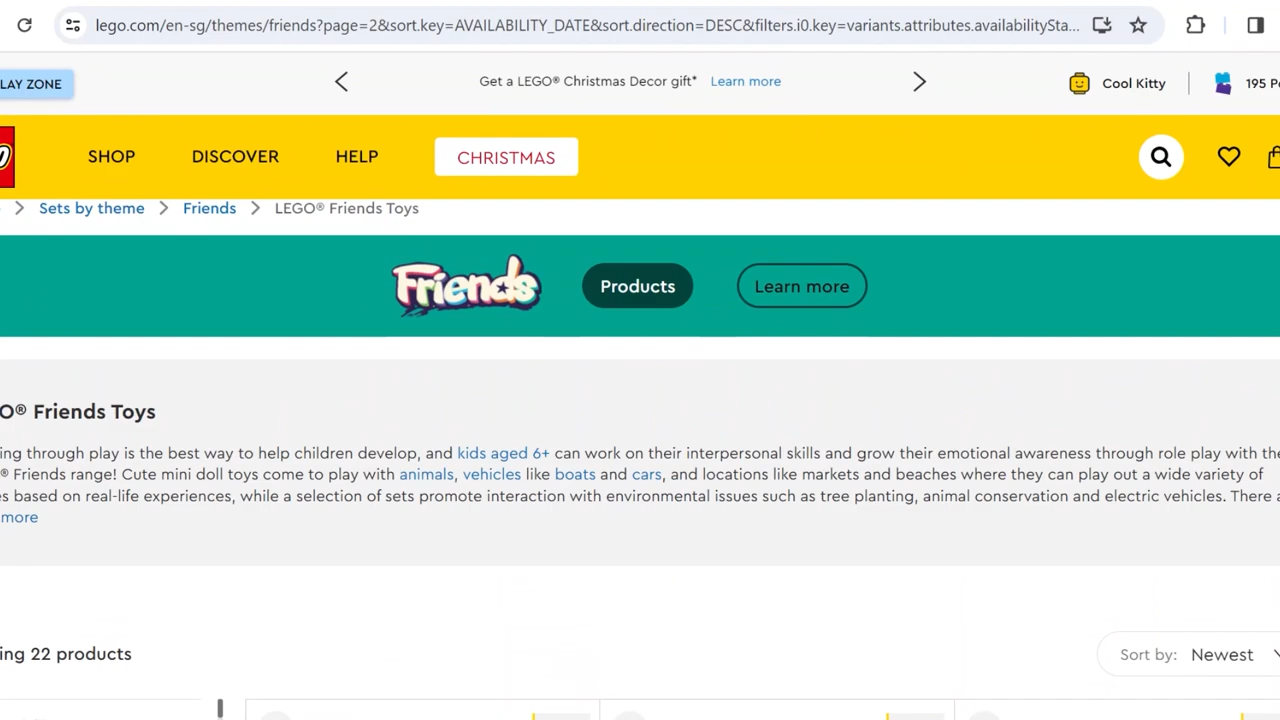 lego.com/en-sg/themes/friends?page=2&sort.key=AVAILABILITY_DATE&sort.direction=DESC&filters.i0.key=variants.attributes.availabilitySta...
LAY ZONE
Get a LEGO® Christmas Decor gift* Learn more
Cool Kitty
195 P
SHOP DISCOVER HELP CHRISTMAS
Sets by theme > Friends > LEGO® Friends Toys
Friends Products Learn more
O® Friends Toys
ing through play is the best way to help children develop, and kids aged 6+ can work on their interpersonal skills and grow their emotional awareness through role play with the
® Friends range! Cute mini doll toys come to play with animals, vehicles like boats and cars, and locations like markets and beaches where they can play out a wide variety of
s based on real-life experiences, while a selection of sets promote interaction with environmental issues such as tree planting, animal conservation and electric vehicles. There a
more
ing 22 products
Sort by: Newest